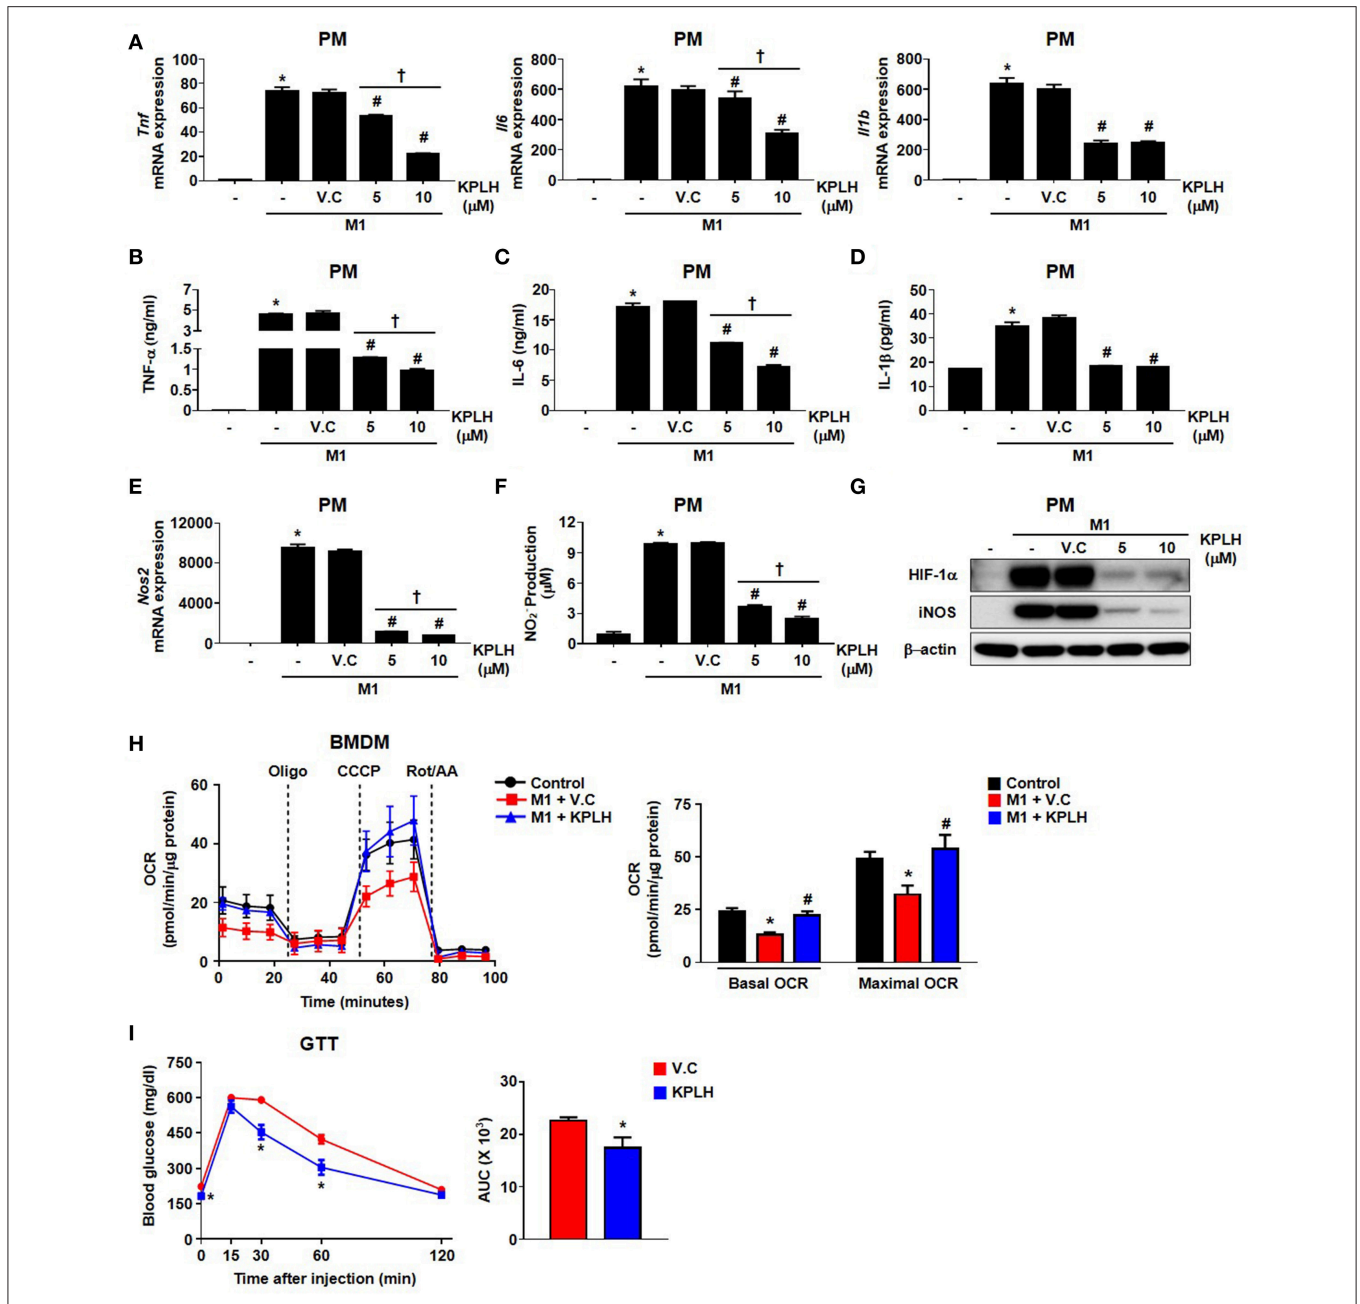 A
PM
Tnf
mRNA expression
100
80
60
40
20
0
*
#
#
†
-
-
V.C
5
10
KPLH
(μM)
M1
PM
Il6
mRNA expression
800
600
400
200
0
*
#
#
†
-
-
V.C
5
10
M1
PM
Il1b
mRNA expression
800
600
400
200
0
*
#
#
-
-
V.C
5
10
KPLH
(μM)
M1
B
PM
TNF-α (ng/ml)
7
5
3
1.5
1
0.5
0
*
#
#
†
-
-
V.C
5
10
KPLH
(μM)
M1
C
PM
IL-6 (ng/ml)
20
15
10
5
0
*
#
#
†
-
-
V.C
5
10
KPLH
(μM)
M1
D
PM
IL-1β (pg/ml)
50
40
30
20
10
0
*
#
#
-
-
V.C
5
10
KPLH
(μM)
M1
E
PM
Nos2
mRNA expression
12000
8000
4000
0
*
#
#
†
-
-
V.C
5
10
KPLH
(μM)
M1
F
PM
NO2- Production
(μM)
12
9
6
3
0
*
#
#
†
-
-
V.C
5
10
KPLH
(μM)
M1
G
PM
M1
-
-
V.C
5
10
KPLH
(μM)
HIF-1α
iNOS
β–actin
H
BMDM
Oligo
CCCP
Rot/AA
OCR
(pmol/min/μg protein)
60
40
20
0
0
20
40
60
80
100
Time (minutes)
Control
M1 + V.C
M1 + KPLH
Control
M1 + V.C
M1 + KPLH
OCR
(pmol/min/μg protein)
75
50
25
0
*
#
*
#
Basal OCR
Maximal OCR
I
GTT
Blood glucose (mg/dl)
750
600
450
300
150
0
*
*
*
0
15
30
60
120
Time after injection (min)
V.C
KPLH
AUC (X 10³)
30
20
10
0
*